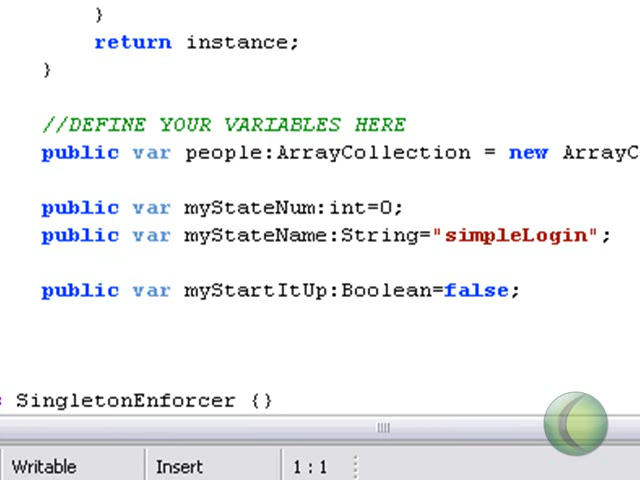 }
return instance;
}
//DEFINE YOUR VARIABLES HERE
public var people:ArrayCollection = new ArrayC
public var myStateNum:int=0;
public var myStateName:String="simpleLogin";
public var myStartItUp:Boolean=false;
SingletonEnforcer {}
Writable Insert 1 : 1